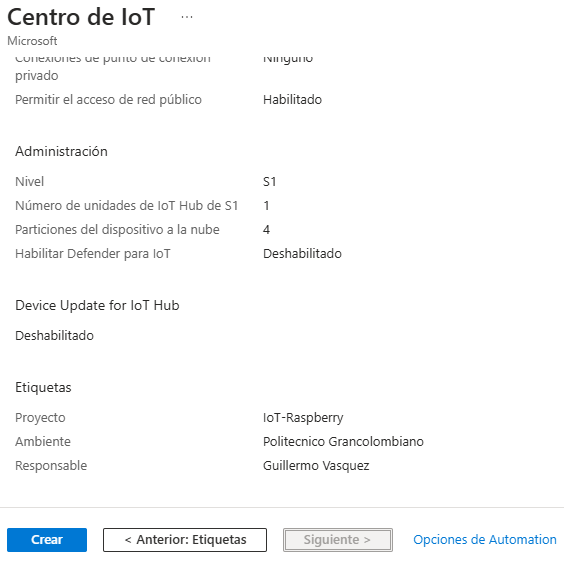 Centro de IoT ...
Microsoft
Conexiones de punto de conexión Ninguno
privado
Permitir el acceso de red público Habilitado
Administración
Nivel S1
Número de unidades de IoT Hub de S1 1
Particiones del dispositivo a la nube 4
Habilitar Defender para IoT Deshabilitado
Device Update for IoT Hub
Deshabilitado
Etiquetas
Proyecto IoT-Raspberry
Ambiente Politecnico Grancolombiano
Responsable Guillermo Vasquez
Crear < Anterior: Etiquetas Siguiente > Opciones de Automation